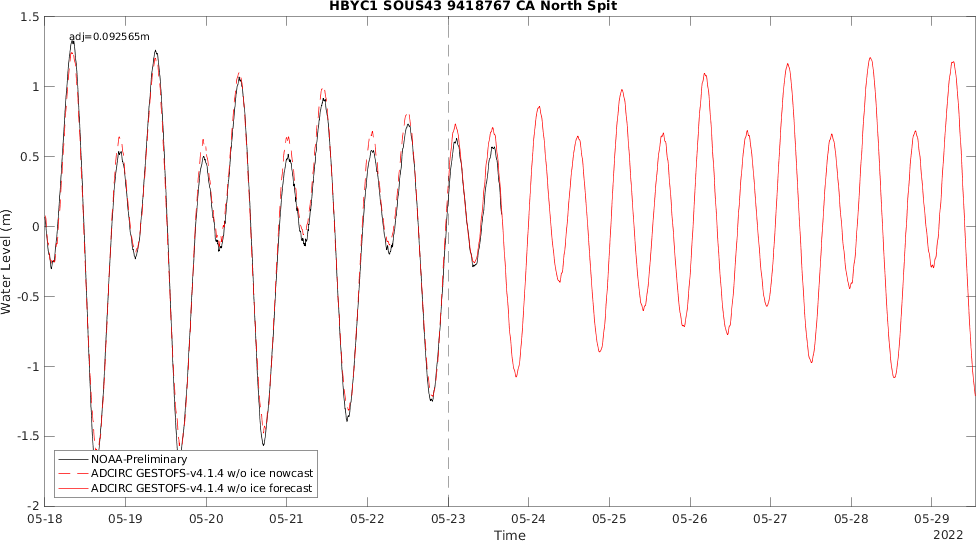 HBYC1 SOUS43 9418767 CA North Spit
adj=0.092565m
1.5
1
0.5
0
-0.5
-1
-1.5
-2
Water Level (m)
NOAA-Preliminary
ADCIRC GESTOFS-v4.1.4 w/o ice nowcast
ADCIRC GESTOFS-v4.1.4 w/o ice forecast
05-18 05-19 05-20 05-21 05-22 05-23 05-24 05-25 05-26 05-27 05-28 05-29
Time
2022